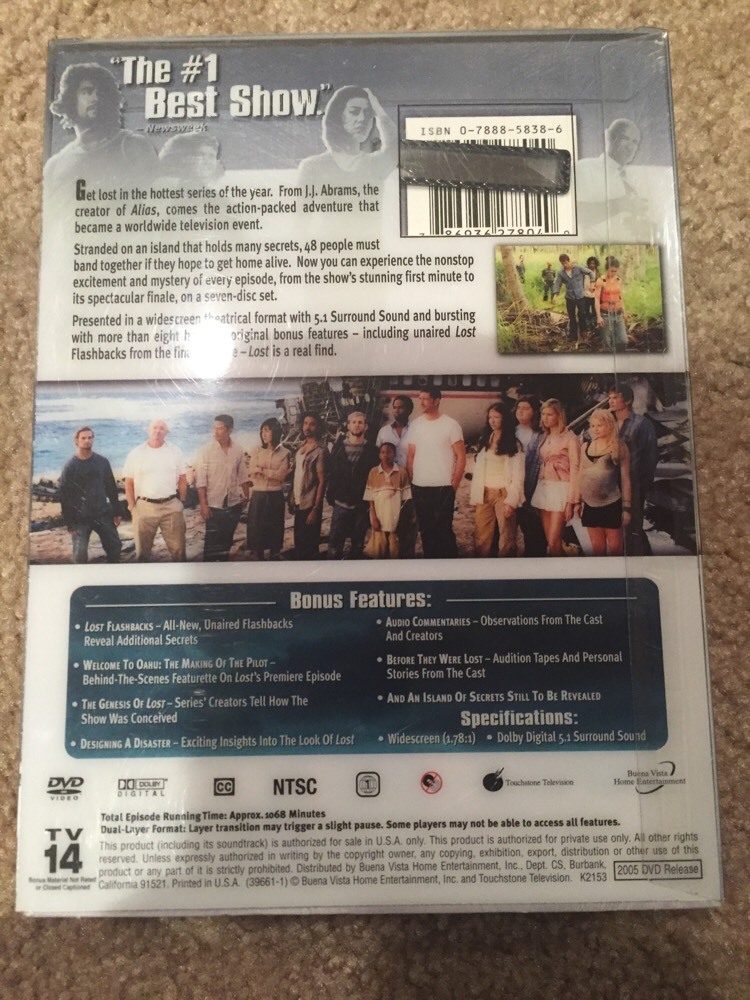 "The #1
Best Show."
– Newsweek
ISBN 0-7888-5838-6
Get lost in the hottest series of the year. From J.J. Abrams, the
creator of Alias, comes the action-packed adventure that
became a worldwide television event.
Stranded on an island that holds many secrets, 48 people must
band together if they hope to get home alive. Now you can experience the nonstop
excitement and mystery of every episode, from the show's stunning first minute to
its spectacular finale, on a seven-disc set.
Presented in a widescreen theatrical format with 5.1 Surround Sound and bursting
with more than eight original bonus features – including unaired Lost
Flashbacks from the – Lost is a real find.
Bonus Features:
• Lost Flashbacks – All-New, Unaired Flashbacks
Reveal Additional Secrets
• Welcome To Oahu: The Making Of The Pilot –
Behind-The-Scenes Featurette On Lost's Premiere Episode
• The Genesis Of Lost – Series' Creators Tell How The
Show Was Conceived
• Designing A Disaster – Exciting Insights Into The Look Of Lost
• Audio Commentaries – Observations From The Cast
And Creators
• Before They Were Lost – Audition Tapes And Personal
Stories From The Cast
• And An Island Of Secrets Still To Be Revealed
Specifications:
• Widescreen (1.78:1) • Dolby Digital 5.1 Surround Sound
DVD VIDEO
DOLBY DIGITAL
CC
NTSC
1
Touchstone Television
Buena Vista
Home Entertainment
Total Episode Running Time: Approx. 1068 Minutes
Dual-Layer Format: Layer transition may trigger a slight pause. Some players may not be able to access all features.
TV
14
Bonus Material Not Rated
or Closed Captioned
This product (including its soundtrack) is authorized for sale in U.S.A. only. This product is authorized for private use only. All other rights
reserved. Unless expressly authorized in writing by the copyright owner, any copying, exhibition, export, distribution or other use of this
product or any part of it is strictly prohibited. Distributed by Buena Vista Home Entertainment, Inc., Dept. CS, Burbank,
California 91521. Printed in U.S.A. (39661-1) © Buena Vista Home Entertainment, Inc. and Touchstone Television. K2153
2005 DVD Release